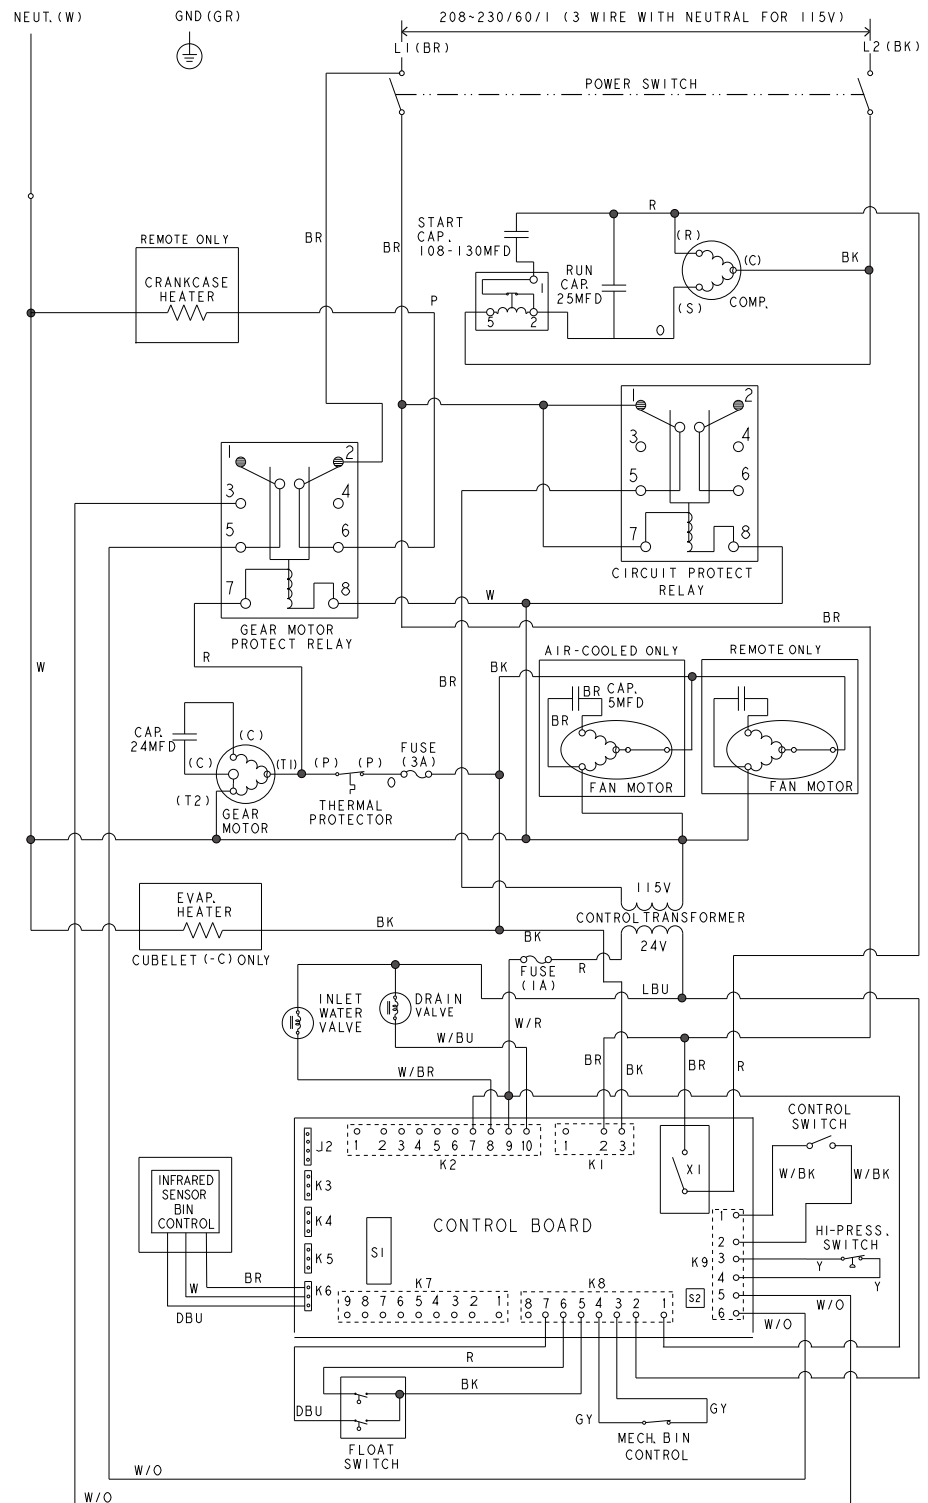 NEUT. (W)
GND (GR)
208~230/60/1 (3 WIRE WITH NEUTRAL FOR 115V)
L1 (BR)
L2 (BK)
POWER SWITCH
REMOTE ONLY
CRANKCASE
HEATER
BR
BR
P
START
CAP.
108-130MFD
RUN
CAP.
25MFD
R
(R)
(C)
(S)
COMP.
BK
1
5
2
O
1
2
3
4
5
6
7
8
CIRCUIT PROTECT
RELAY
1
2
3
4
5
6
7
8
GEAR MOTOR
PROTECT RELAY
W
BR
R
W
BR
BK
AIR-COOLED ONLY
BR
CAP.
5MFD
BR
FAN MOTOR
REMOTE ONLY
FAN MOTOR
CAP.
24MFD
(C)
(C)
(T1)
(T2)
GEAR
MOTOR
(P)
(P)
THERMAL
PROTECTOR
O
FUSE
(3A)
EVAP.
HEATER
CUBELET (-C) ONLY
BK
115V
CONTROL TRANSFORMER
24V
BK
FUSE
(1A)
R
LBU
INLET
WATER
VALVE
DRAIN
VALVE
W/R
W/BU
W/BR
BR
BK
BR
R
CONTROL
SWITCH
W/BK
W/BK
J2
K3
K4
K5
K6
1 2 3 4 5 6 7 8 9 10
K2
1 2 3
K1
X1
CONTROL BOARD
S1
INFRARED
SENSOR
BIN
CONTROL
BR
W
DBU
K7
9 8 7 6 5 4 3 2 1
K8
8 7 6 5 4 3 2 1
S2
K9
1
2
3
4
5
6
HI-PRESS.
SWITCH
Y
Y
W/O
W/O
R
BK
DBU
FLOAT
SWITCH
GY
GY
MECH. BIN
CONTROL
W/O
W/O